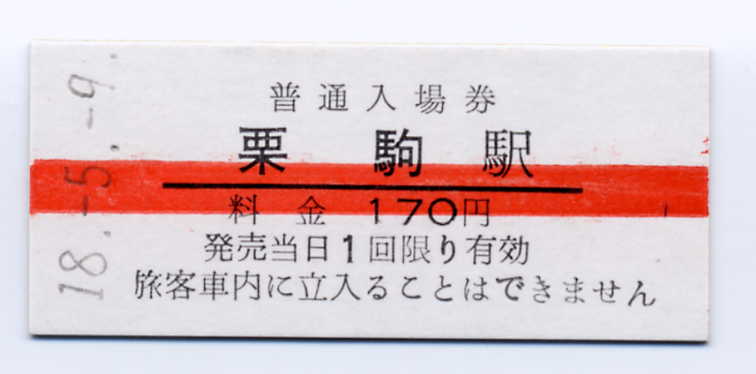 18.-5.-9.
普通入場券
栗駒駅
料金 170円
発売当日1回限り有効
旅客車内に立入ることはできません